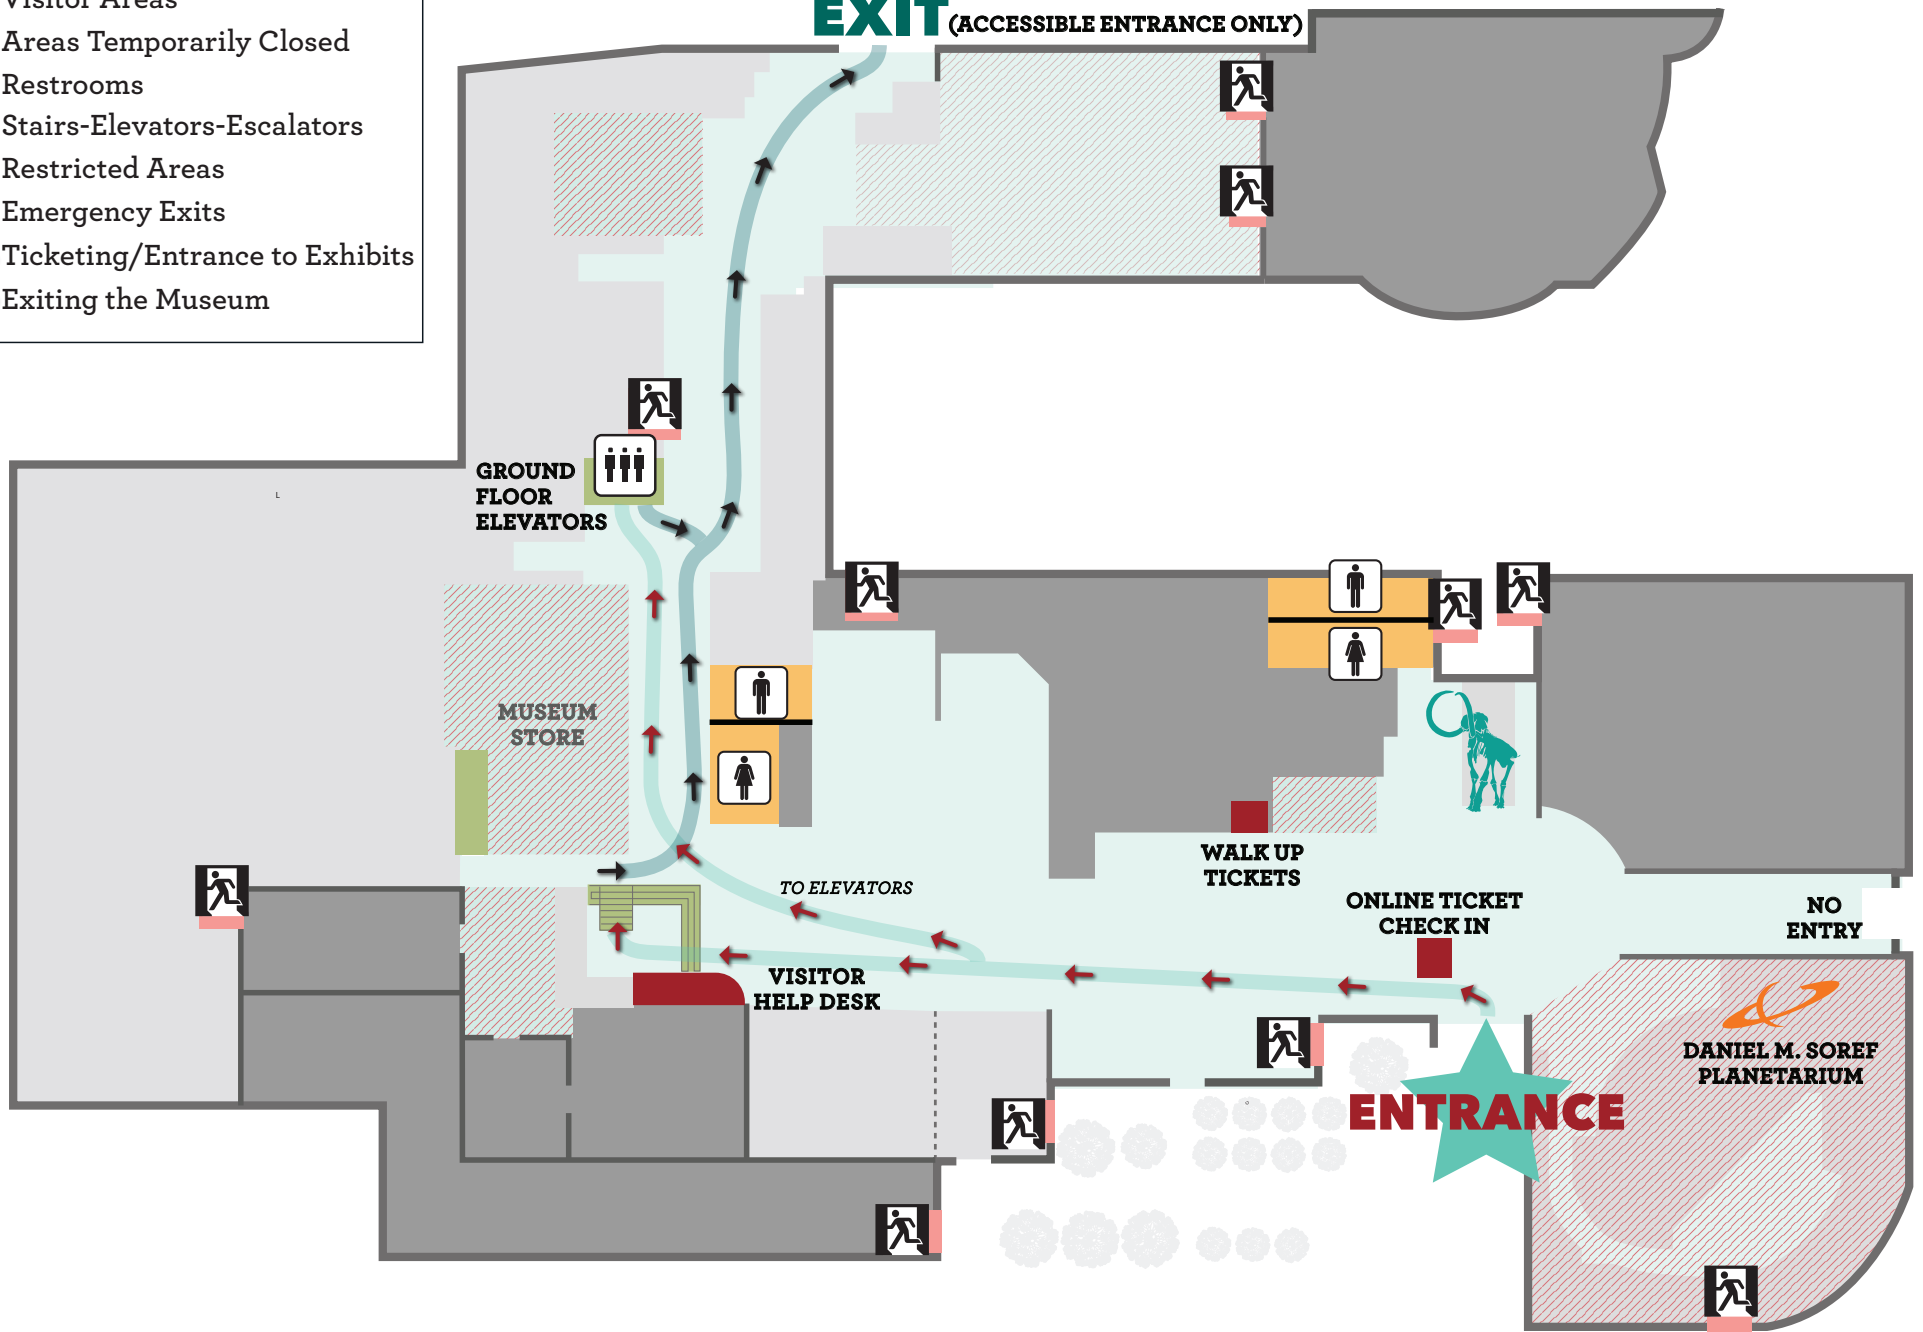 Visitor Areas
Areas Temporarily Closed
Restrooms
Stairs-Elevators-Escalators
Restricted Areas
Emergency Exits
Ticketing/Entrance to Exhibits
Exiting the Museum
EXIT (ACCESSIBLE ENTRANCE ONLY)
GROUND
FLOOR
ELEVATORS
L
MUSEUM
STORE
TO ELEVATORS
WALK UP
TICKETS
ONLINE TICKET
CHECK IN
NO
ENTRY
VISITOR
HELP DESK
DANIEL M. SOREF
PLANETARIUM
ENTRANCE